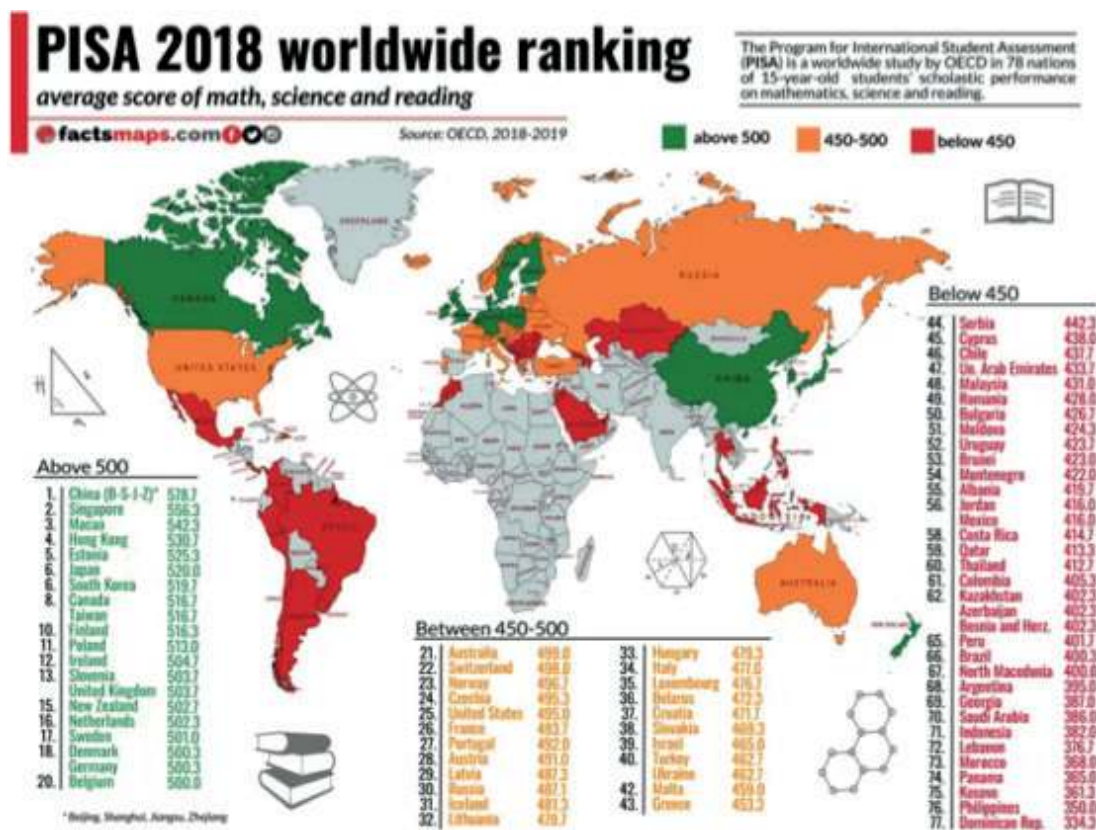 PISA 2018 worldwide ranking
average score of math, science and reading
factsmaps.com
Source: OECD, 2018-2019
The Program for International Student Assessment
(PISA) is a worldwide study by OECD in 78 nations
of 15-year-old students' scholastic performance
on mathematics, science and reading.
above 500
450-500
below 450
GREENLAND
CANADA
UNITED STATES
RUSSIA
CHINA
BRAZIL
AUSTRALIA
Above 500
1. China (B-S-J-Z)* 578.7
2. Singapore 556.3
3. Macau 542.3
4. Hong Kong 530.7
5. Estonia 525.3
6. Japan 520.0
6. South Korea 519.7
8. Canada 516.7
Taiwan 516.7
10. Finland 516.3
11. Poland 513.0
12. Ireland 504.7
13. Slovenia 503.7
United Kingdom 503.7
15. New Zealand 502.7
16. Netherlands 502.3
17. Sweden 501.0
18. Denmark 500.3
Germany 500.3
20. Belgium 500.0
* Beijing, Shanghai, Jiangsu, Zhejiang
Between 450-500
21. Australia 499.0
22. Switzerland 498.0
23. Norway 496.7
24. Czechia 495.3
25. United States 495.0
26. France 493.7
27. Portugal 492.0
28. Austria 491.0
29. Latvia 487.3
30. Russia 481.7
31. Iceland 481.3
32. Lithuania 479.7
33. Hungary 479.3
34. Italy 477.0
35. Luxembourg 476.7
36. Belarus
37. Croatia 471.7
38. Slovakia 469.3
39. Israel 465.0
40. Turkey 462.7
Ukraine 462.7
42. Malta 459.0
43. Greece 453.3
Below 450
44. Serbia 442.3
45. Cyprus 438.0
46. Chile 437.7
47. Un. Arab Emirates 433.7
48. Malaysia 431.0
49. Romania 428.0
50. Bulgaria 426.7
51. Moldova 424.3
52. Uruguay 423.7
53. Brunei 423.0
54. Montenegro 422.0
55. Albania 419.7
56. Jordan 416.0
Mexico 416.0
58. Costa Rica 414.7
59. Qatar 413.3
60. Thailand 412.7
61. Colombia 405.3
62. Kazakhstan 402.3
Azerbaijan 402.3
Bosnia and Herz. 402.3
65. Peru 401.7
66. Brazil 400.3
67. North Macedonia 400.0
68. Argentina 395.0
69. Georgia 387.0
70. Saudi Arabia 386.0
71. Indonesia 382.0
72. Lebanon 376.7
73. Morocco 368.0
74. Panama 365.0
75. Kosovo 361.3
76. Philippines 350.0
77. Dominican Rep. 334.3